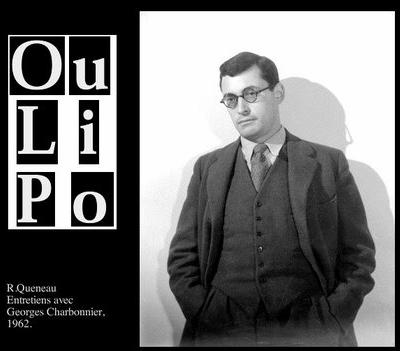 Ou
Li
Po
R.Queneau
Entretiens avec
Georges Charbonnier,
1962.